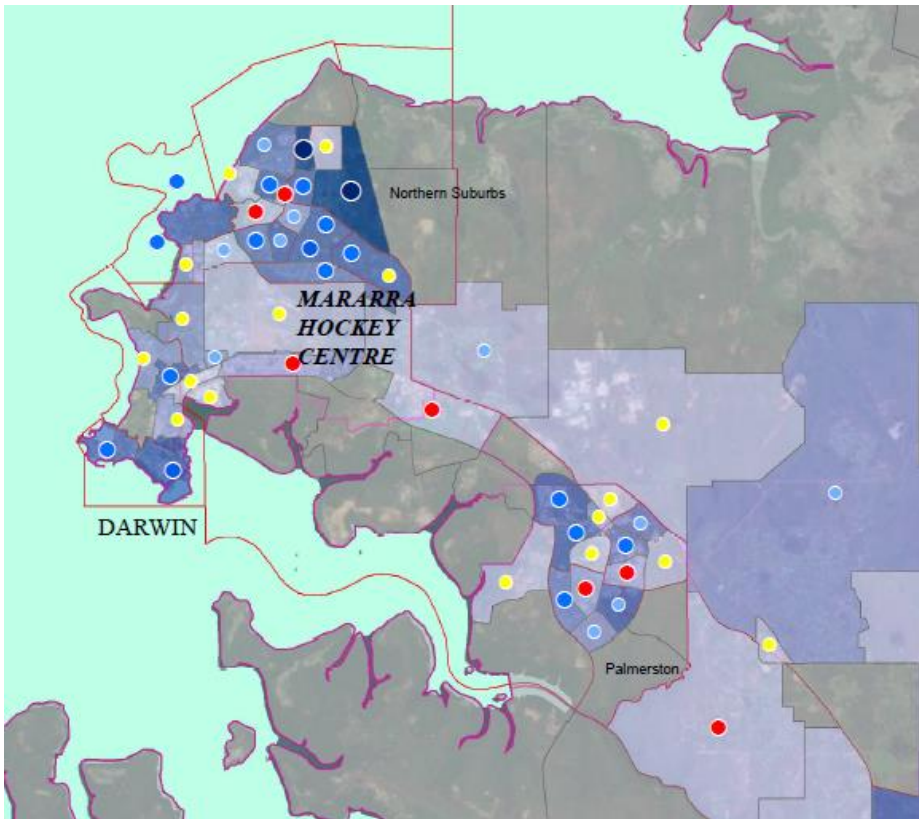 Northern Suburbs
MARARRA
HOCKEY
CENTRE
DARWIN
Palmerston